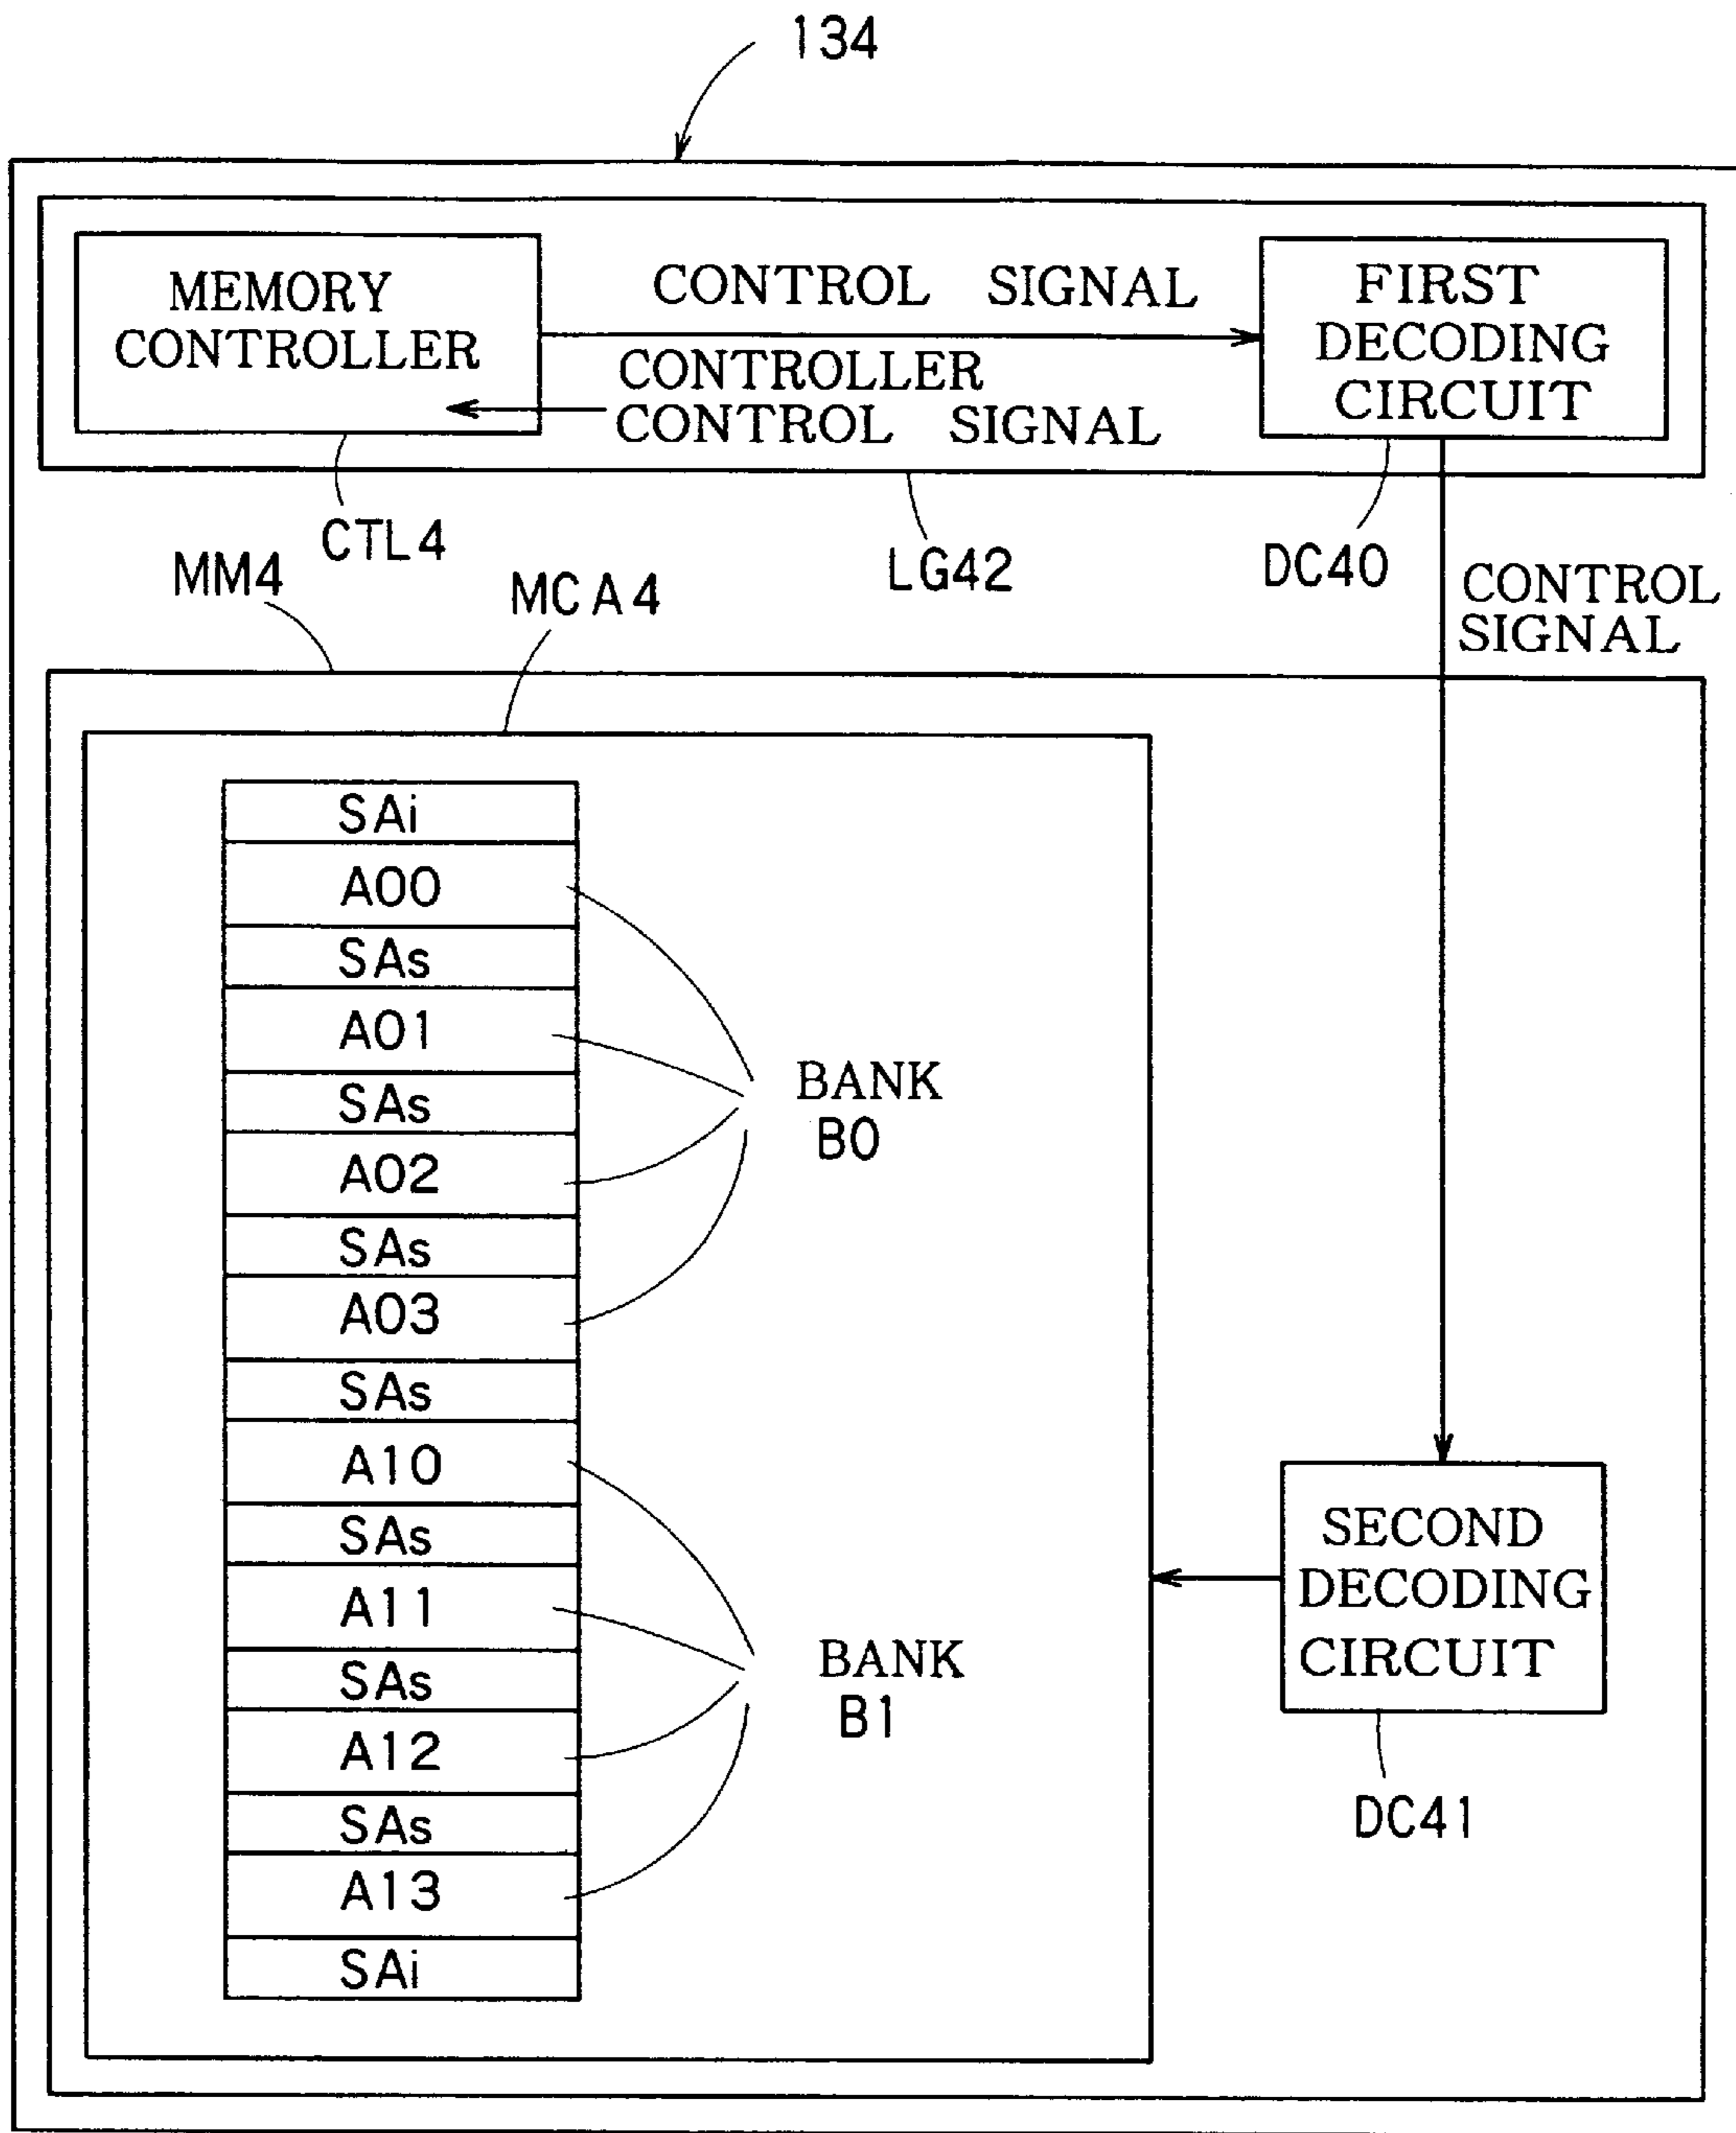 134
MEMORY
CONTROLLER
CONTROL SIGNAL
CONTROLLER
CONTROL SIGNAL
FIRST
DECODING
CIRCUIT
CTL4
LG42
DC40
CONTROL
SIGNAL
MM4
MCA4
SAi
A00
SAs
A01
SAs
A02
SAs
A03
SAs
A10
SAs
A11
SAs
A12
SAs
A13
SAi
BANK
B0
BANK
B1
SECOND
DECODING
CIRCUIT
DC41